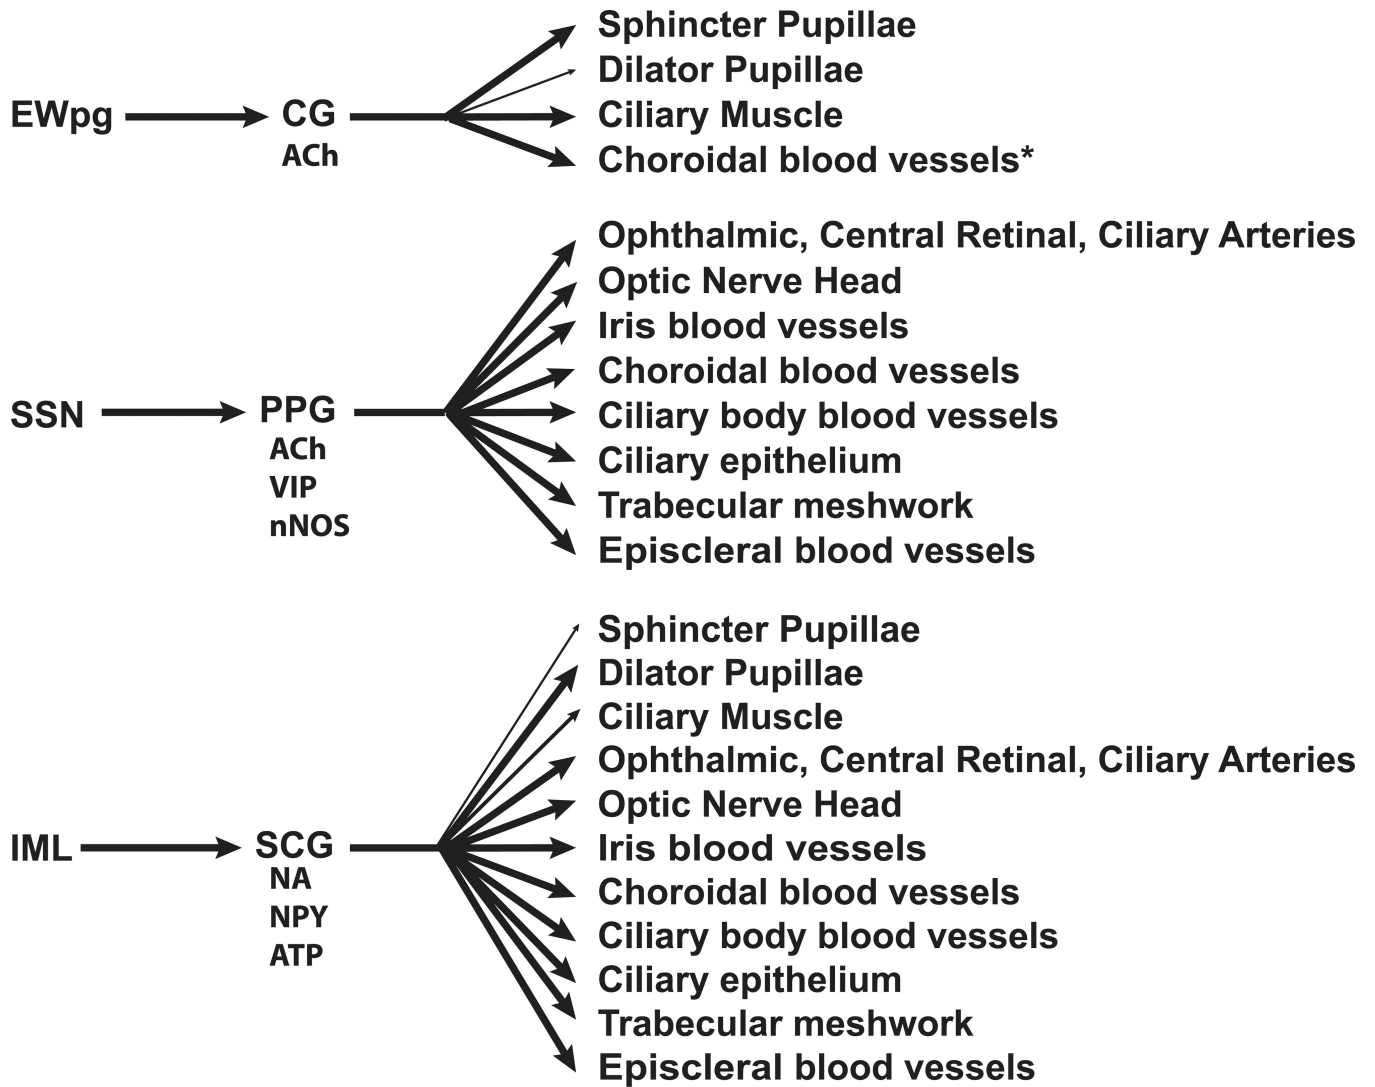 EWpg
CG
ACh
Sphincter Pupillae
Dilator Pupillae
Ciliary Muscle
Choroidal blood vessels*
SSN
PPG
ACh
VIP
nNOS
Ophthalmic, Central Retinal, Ciliary Arteries
Optic Nerve Head
Iris blood vessels
Choroidal blood vessels
Ciliary body blood vessels
Ciliary epithelium
Trabecular meshwork
Episcleral blood vessels
IML
SCG
NA
NPY
ATP
Sphincter Pupillae
Dilator Pupillae
Ciliary Muscle
Ophthalmic, Central Retinal, Ciliary Arteries
Optic Nerve Head
Iris blood vessels
Choroidal blood vessels
Ciliary body blood vessels
Ciliary epithelium
Trabecular meshwork
Episcleral blood vessels